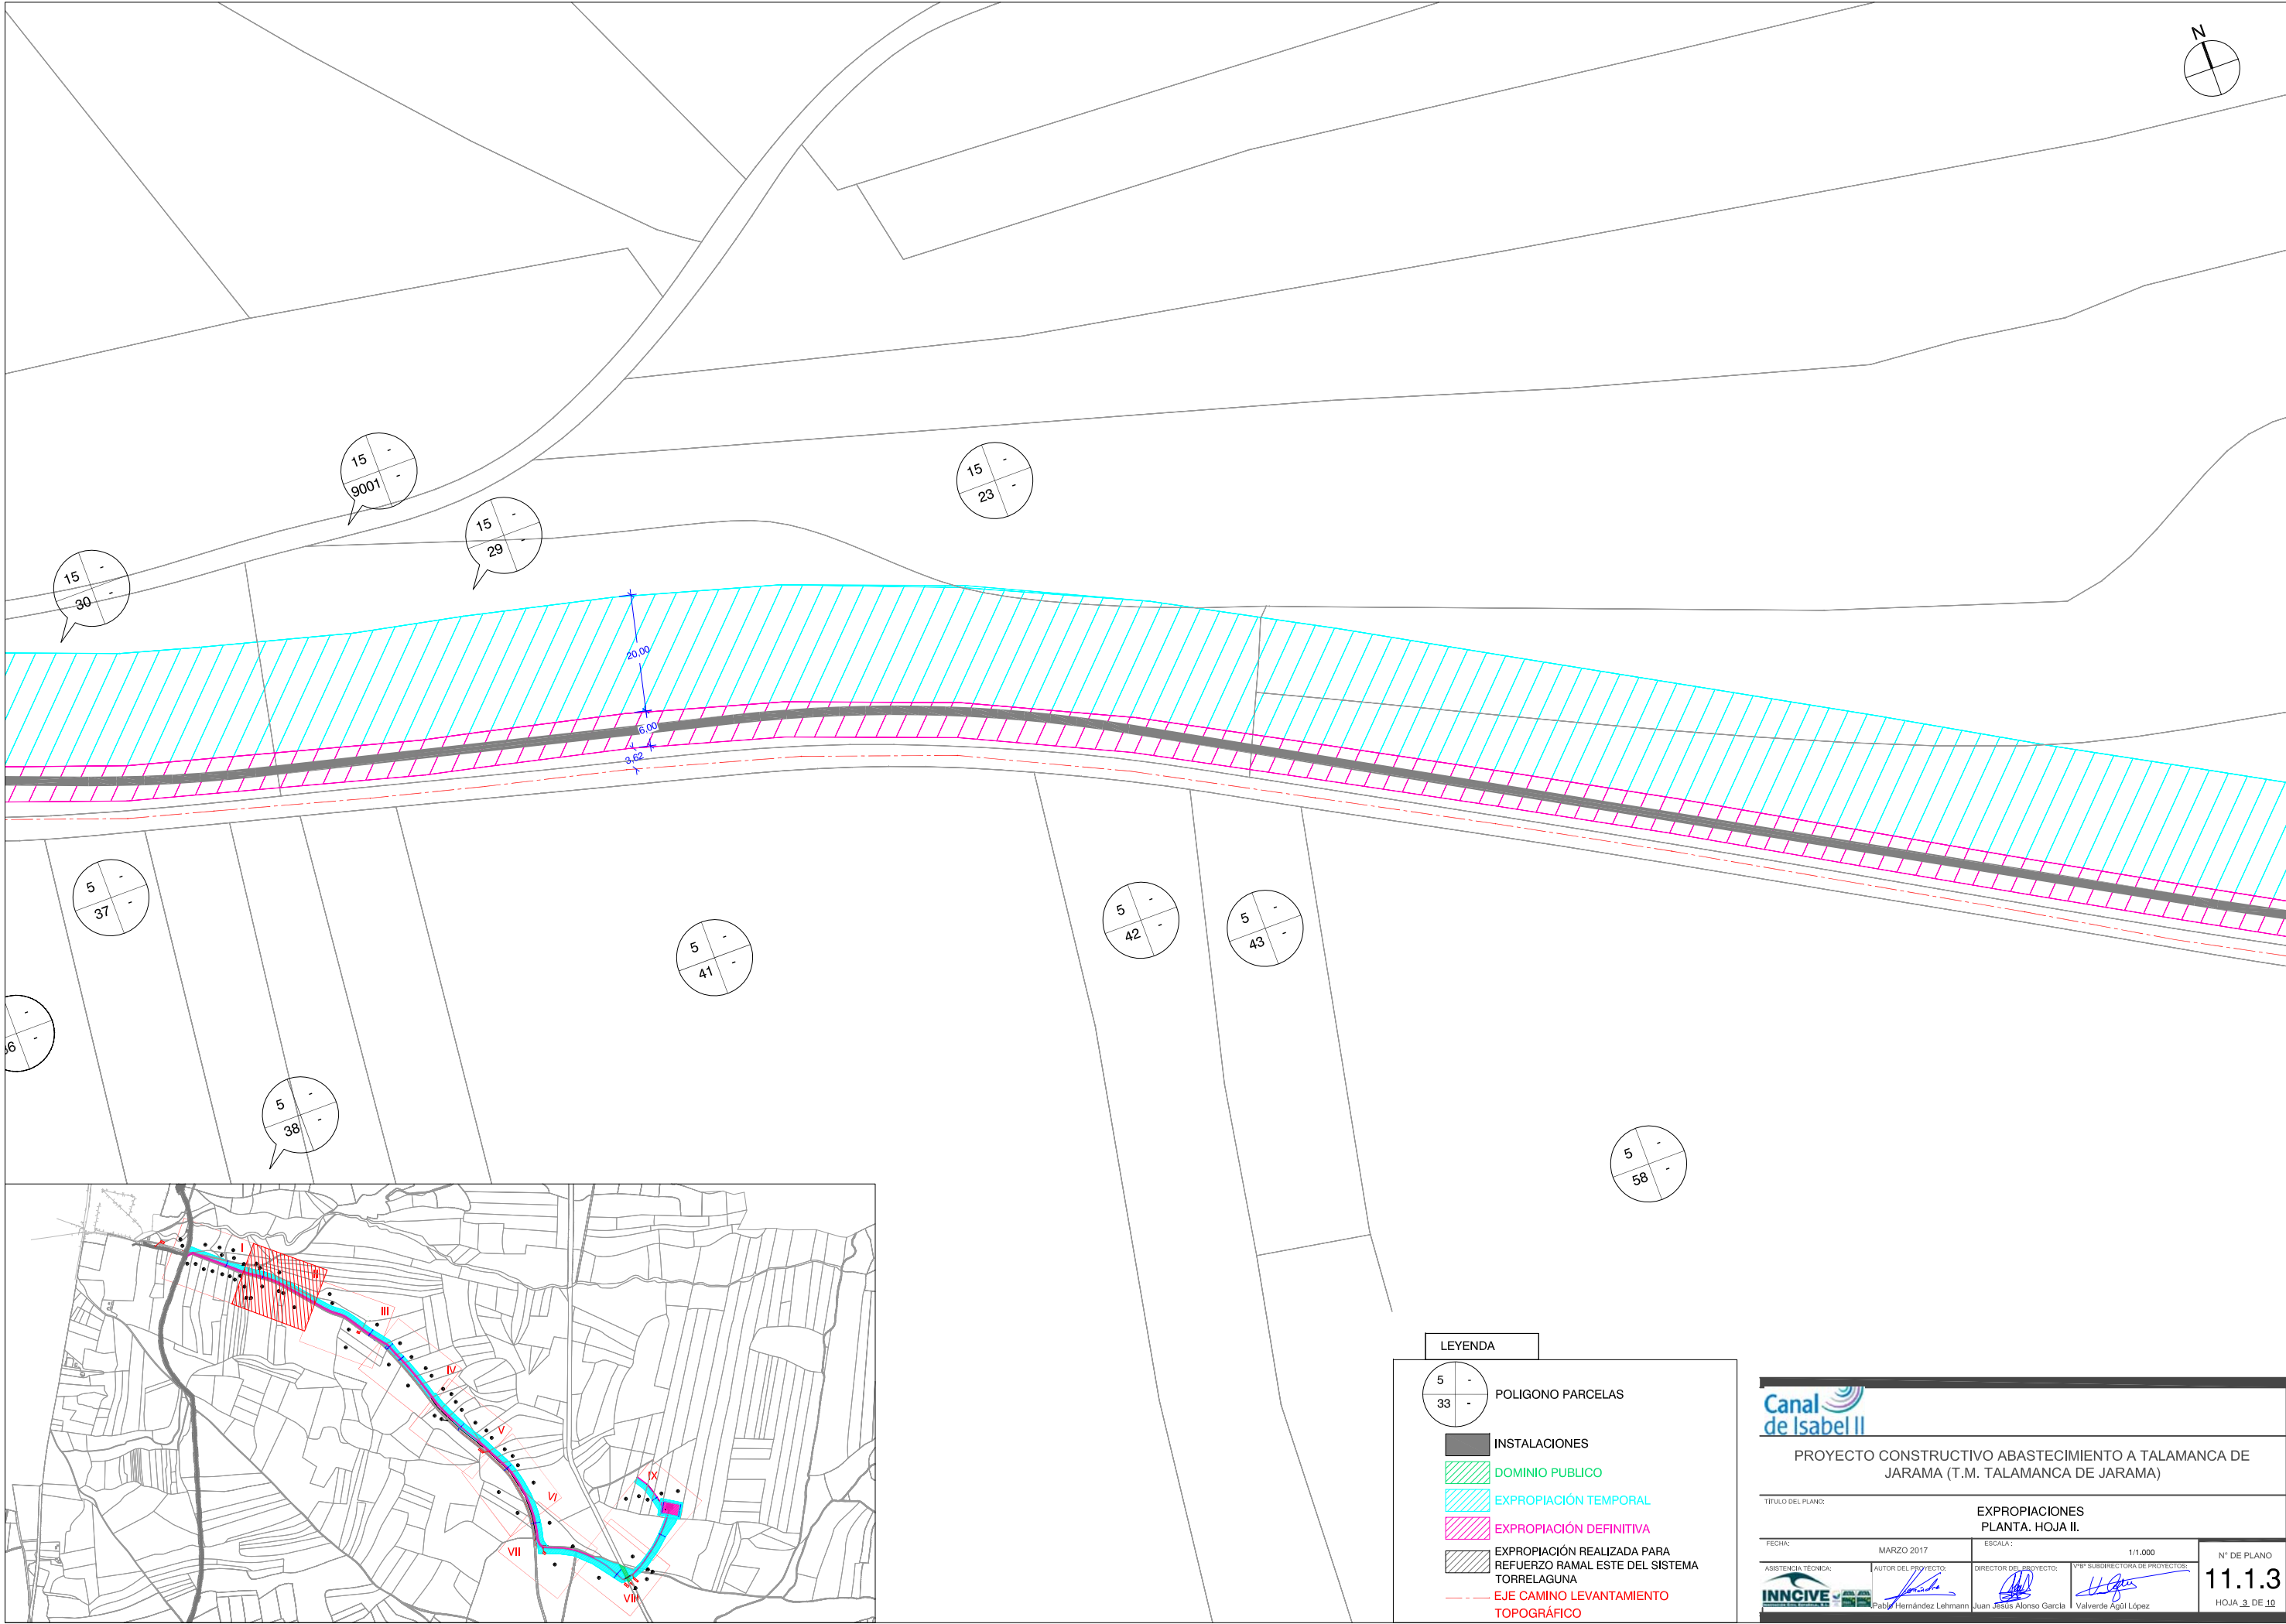 N
15 -
9001 -
15 -
23 -
15 -
29 -
15 -
30 -
20,00
6,00
3,62
5 -
37 -
5 -
42 -
5 -
43 -
5 -
41 -
-
-
5 -
38 -
5 -
58 -
I
II
III
IV
V
VI
VII
VIII
IX
LEYENDA
5 -
33 -
POLIGONO PARCELAS
INSTALACIONES
DOMINIO PUBLICO
EXPROPIACIÓN TEMPORAL
EXPROPIACIÓN DEFINITIVA
EXPROPIACIÓN REALIZADA PARA
REFUERZO RAMAL ESTE DEL SISTEMA
TORRELAGUNA
EJE CAMINO LEVANTAMIENTO
TOPOGRÁFICO
Canal
de Isabel II
PROYECTO CONSTRUCTIVO ABASTECIMIENTO A TALAMANCA DE
JARAMA (T.M. TALAMANCA DE JARAMA)
TÍTULO DEL PLANO:
EXPROPIACIONES
PLANTA. HOJA II.
FECHA:
MARZO 2017
ESCALA :
1/1.000
Nº DE PLANO
11.1.3
HOJA 3 DE 10
ASISTENCIA TÉCNICA:
INNCIVE
AUTOR DEL PROYECTO:
Pablo Hernández Lehmann
DIRECTOR DEL PROYECTO:
Juan Jesús Alonso García
VºBº SUBDIRECTORA DE PROYECTOS:
Valverde Agüi López